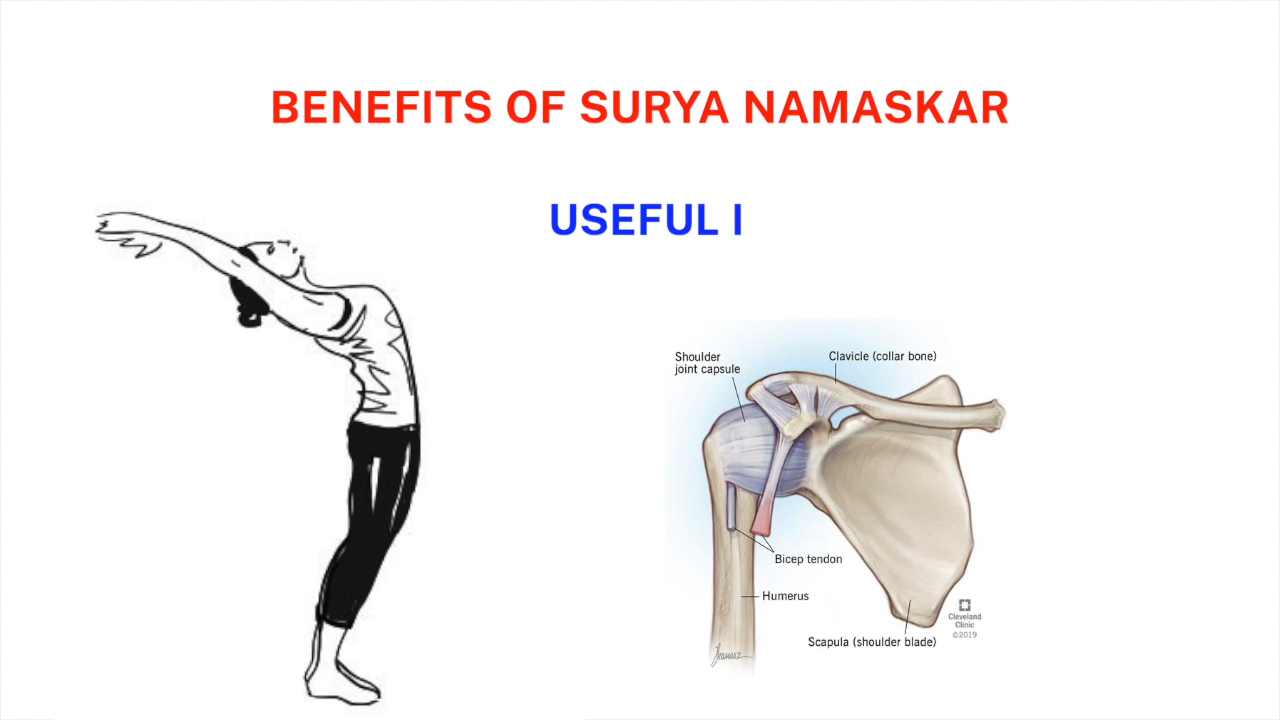 BENEFITS OF SURYA NAMASKAR
USEFUL I
Shoulder
joint capsule
Clavicle (collar bone)
Bicep tendon
Humerus
Scapula (shoulder blade)
Cleveland
Clinic
©2019